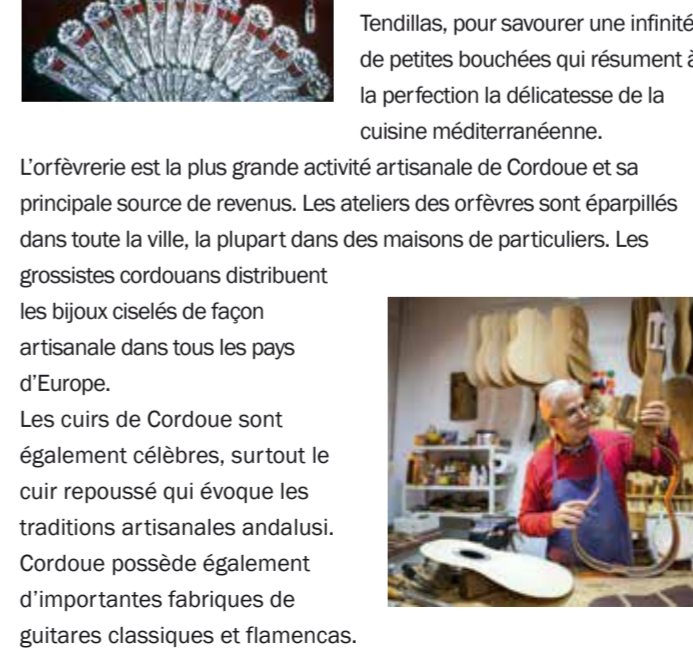 Tendillas, pour savourer une infinité
de petites bouchées qui résument à
la perfection la délicatesse de la
cuisine méditerranéenne.
L’orfèvrerie est la plus grande activité artisanale de Cordoue et sa
principale source de revenus. Les ateliers des orfèvres sont éparpillés
dans toute la ville, la plupart dans des maisons de particuliers. Les
grossistes cordouans distribuent
les bijoux ciselés de façon
artisanale dans tous les pays
d’Europe.
Les cuirs de Cordoue sont
également célèbres, surtout le
cuir repoussé qui évoque les
traditions artisanales andalusi.
Cordoue possède également
d’importantes fabriques de
guitares classiques et flamencas.